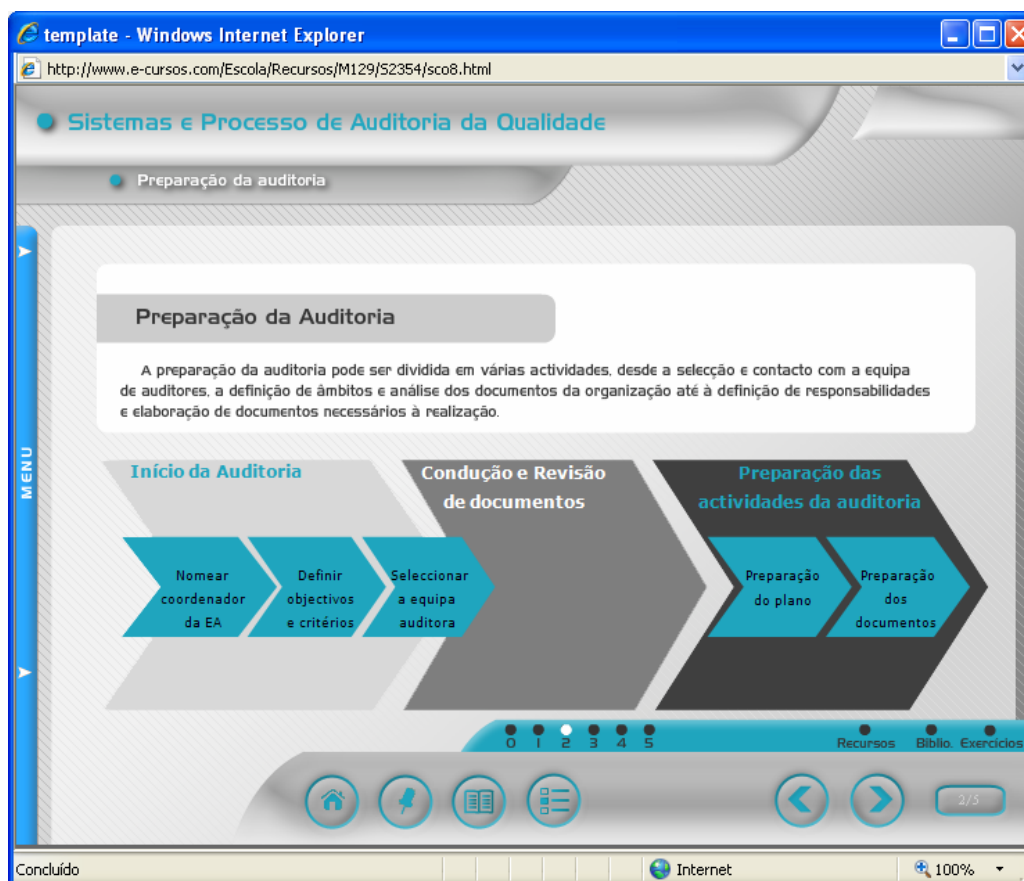 template - Windows Internet Explorer
http://www.e-cursos.com/Escola/Recursos/M129/S2354/sco8.html
Sistemas e Processo de Auditoria da Qualidade
Preparação da auditoria
MENU
Preparação da Auditoria
A preparação da auditoria pode ser dividida em várias actividades, desde a selecção e contacto com a equipa
de auditores, a definição de âmbitos e análise dos documentos da organização até à definição de responsabilidades
e elaboração de documentos necessários à realização.
Início da Auditoria
Nomear
coordenador
da EA
Definir
objectivos
e critérios
Seleccionar
a equipa
auditora
Condução e Revisão
de documentos
Preparação das
actividades da auditoria
Preparação
do plano
Preparação
dos
documentos
0 1 2 3 4 5
Recursos Biblio. Exercícios
2/5
Concluído
Internet
100%